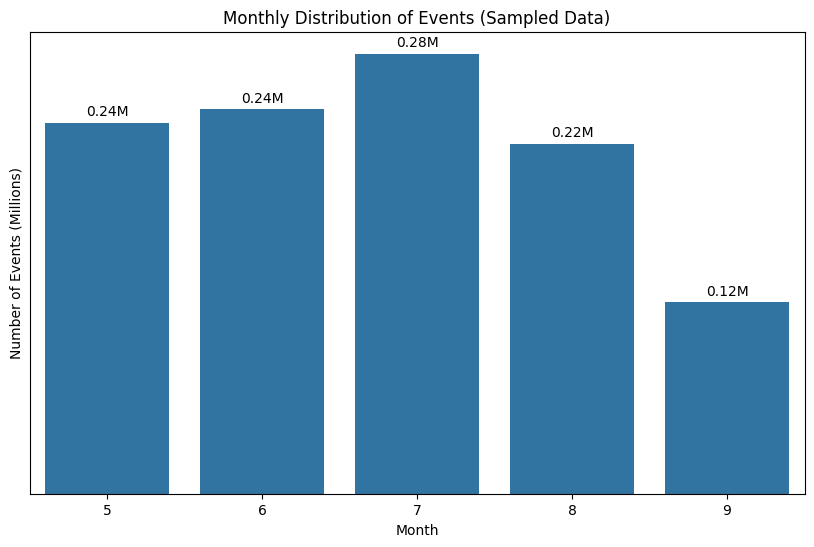 Monthly Distribution of Events (Sampled Data)
0.28M
0.24M
0.24M
0.22M
0.12M
Number of Events (Millions)
5 6 7 8 9
Month